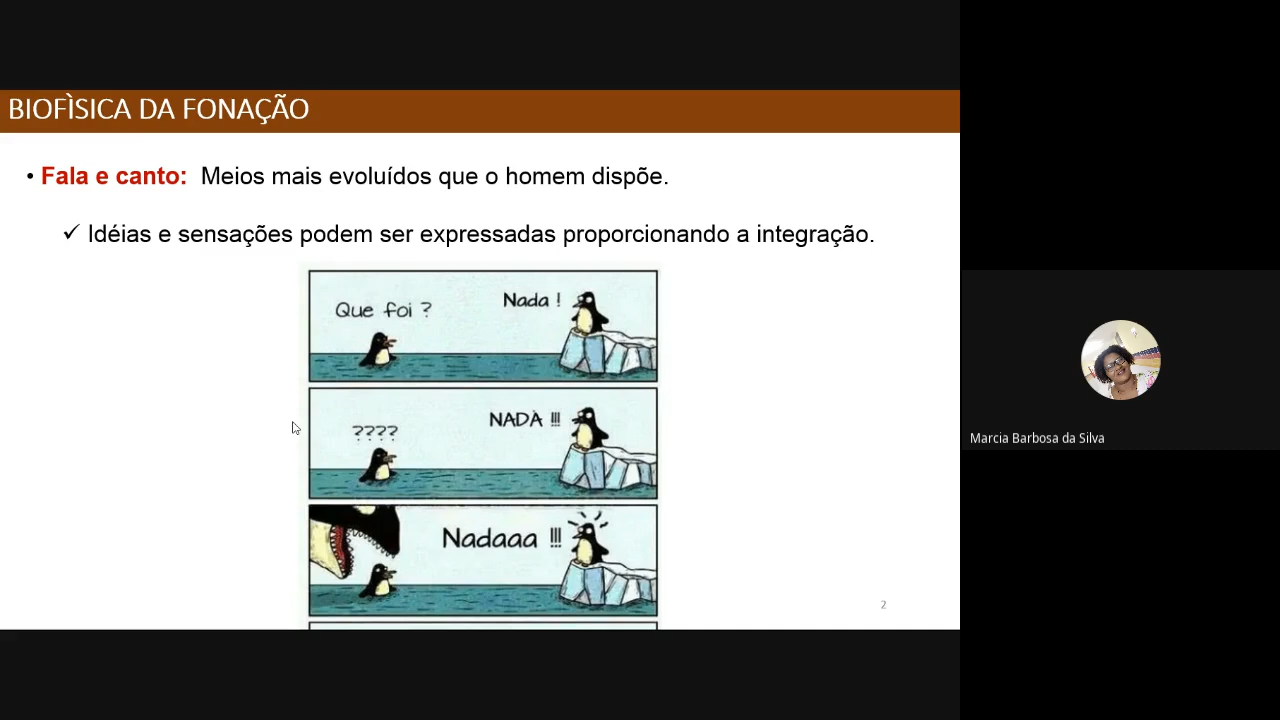 BIOFÌSICA DA FONAÇÃO
• Fala e canto: Meios mais evoluídos que o homem dispõe.
✓ Idéias e sensações podem ser expressadas proporcionando a integração.
Que foi ?
Nada !
????
NADA !!!
Nadaaa !!!
2
Marcia Barbosa da Silva